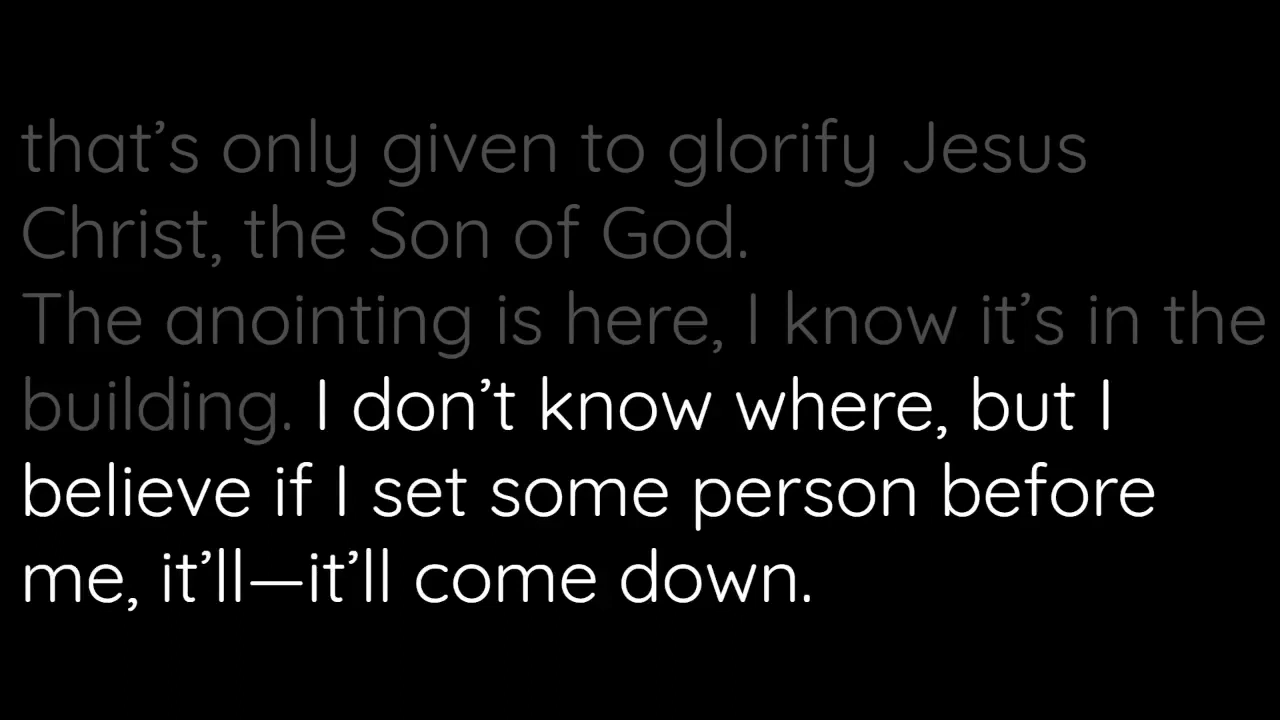 that’s only given to glorify Jesus
Christ, the Son of God.
The anointing is here, I know it’s in the
building. I don’t know where, but I
believe if I set some person before
me, it’ll—it’ll come down.